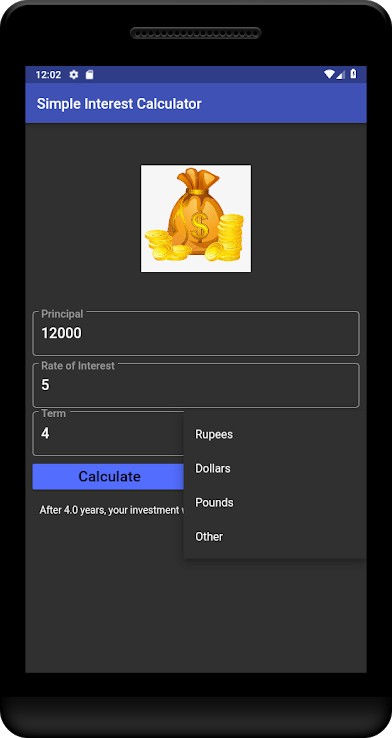 12:02
Simple Interest Calculator
$
Principal
12000
Rate of Interest
5
Term
4
Rupees
Dollars
Pounds
Other
Calculate
After 4.0 years, your investment